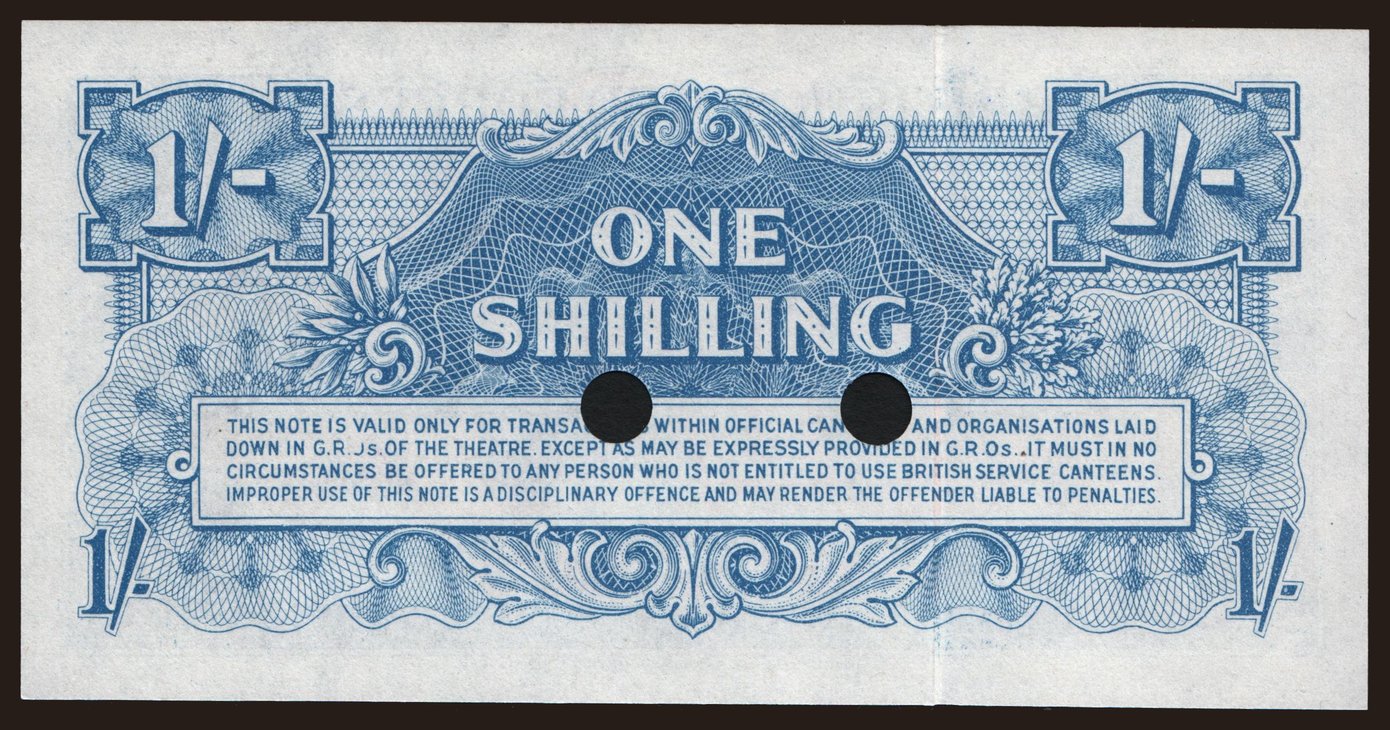 1/-
1/-
ONE
SHILLING
THIS NOTE IS VALID ONLY FOR WITHIN OFFICIAL AND ORGANISATIONS LAID
DOWN IN G.R.Js. OF THE THEATRE. EXCEPT AS MAY BE EXPRESSLY PROVIDED IN G.R.Os.. IT MUST IN NO
CIRCUMSTANCES BE OFFERED TO ANY PERSON WHO IS NOT ENTITLED TO USE BRITISH SERVICE CANTEENS.
IMPROPER USE OF THIS NOTE IS A DISCIPLINARY OFFENCE AND MAY RENDER THE OFFENDER LIABLE TO PENALTIES.
1/-
1/-